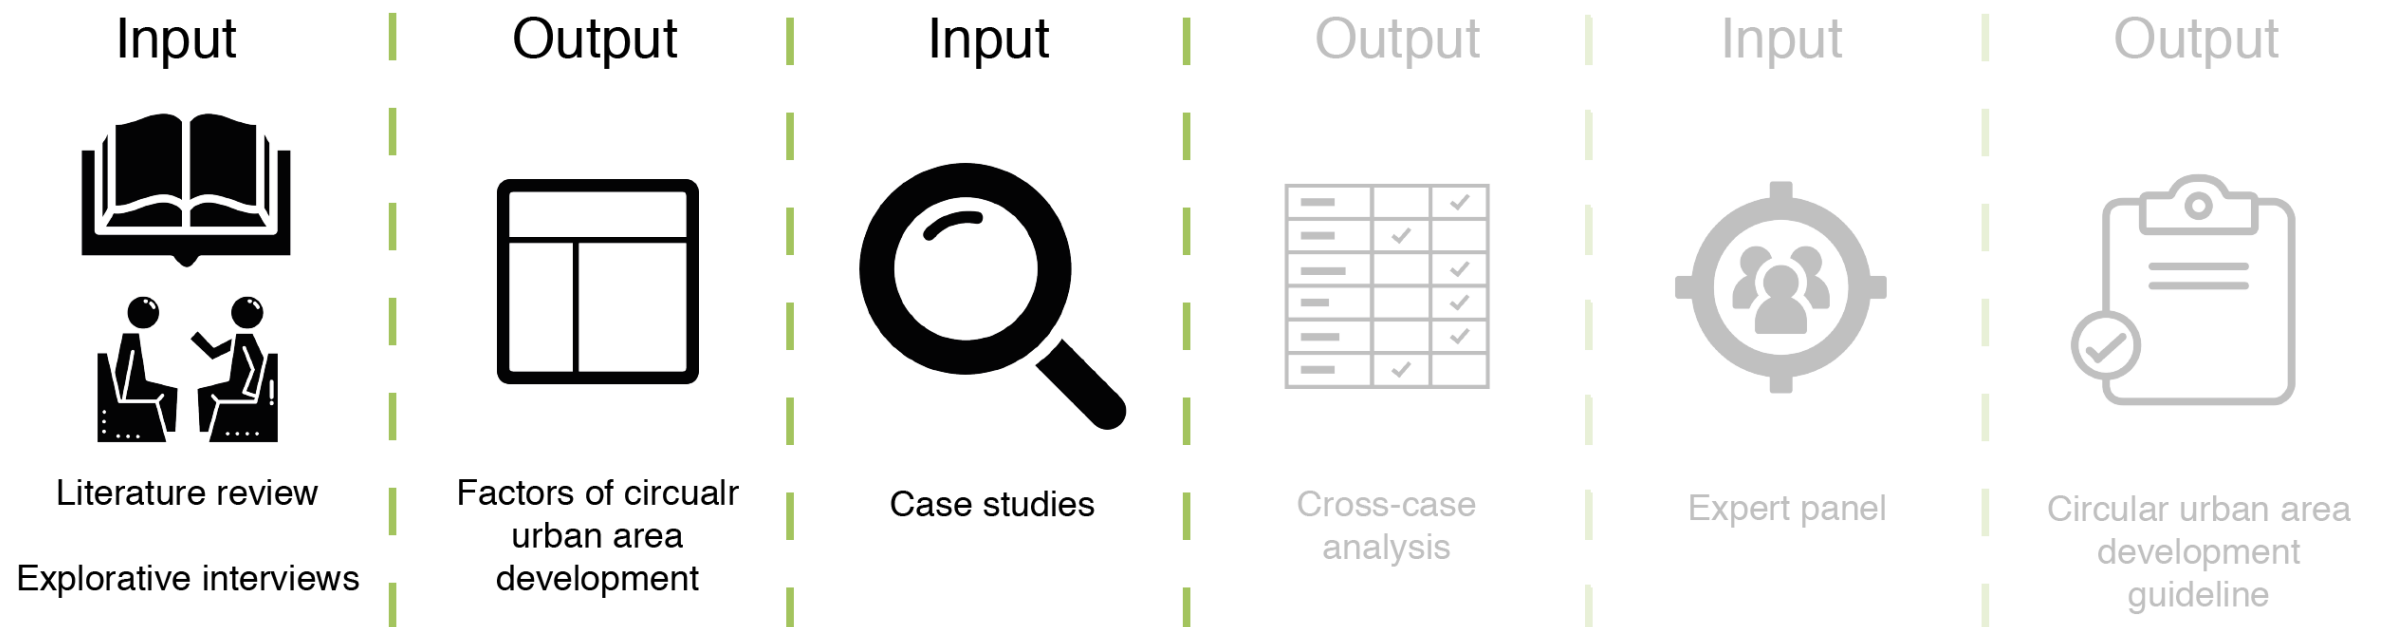 Input
Output
Input
Output
Input
Output
Literature review
Explorative interviews
Factors of circualr
urban area
development
Case studies
Cross-case
analysis
Expert panel
Circular urban area
development
guideline